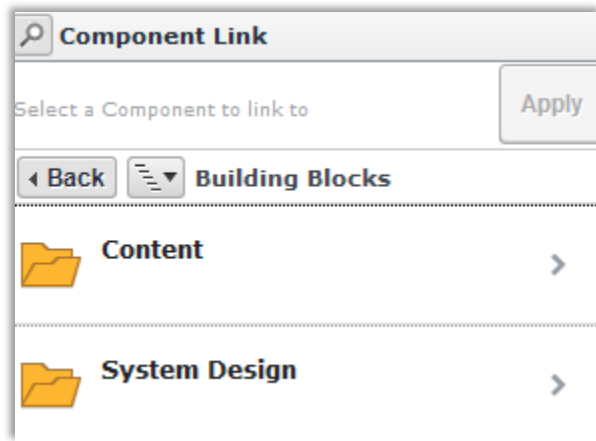 Component Link
Select a Component to link to
Apply
Back
Building Blocks
Content
System Design